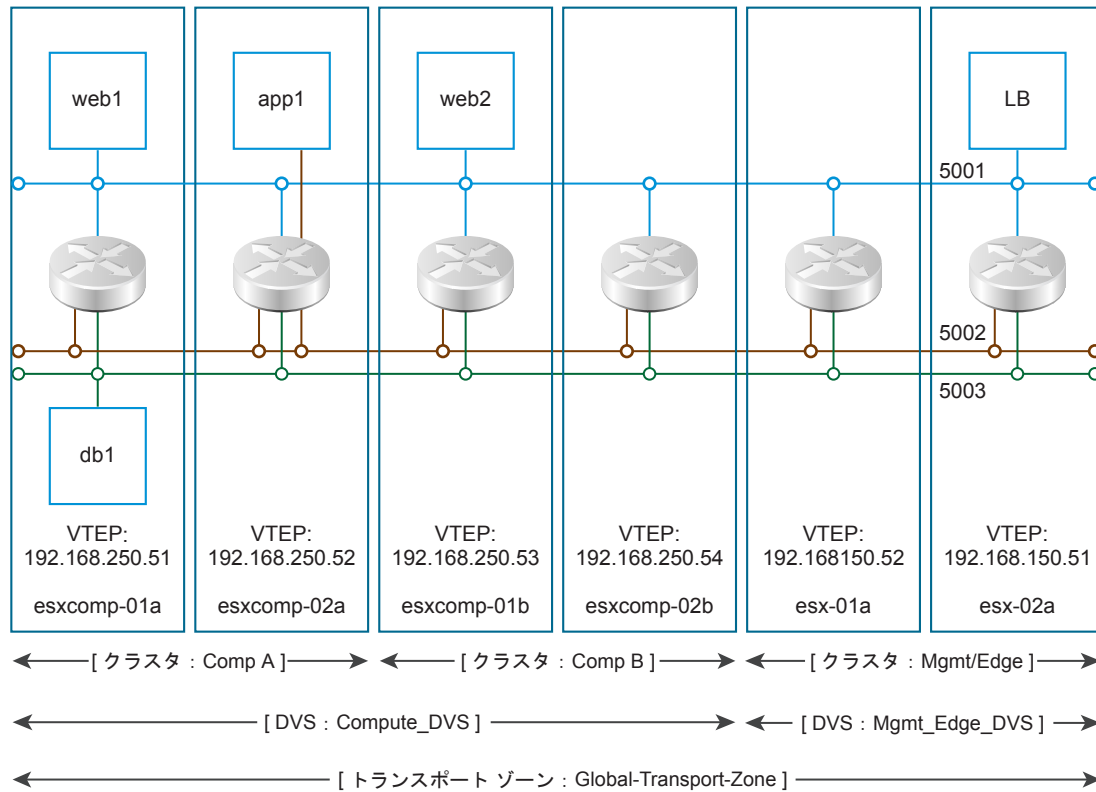 web1
app1
web2
LB
5001
5002
5003
db1
VTEP:
192.168.250.51
VTEP:
192.168.250.52
VTEP:
192.168.250.53
VTEP:
192.168.250.54
VTEP:
192.168150.52
VTEP:
192.168.150.51
esxcomp-01a
esxcomp-02a
esxcomp-01b
esxcomp-02b
esx-01a
esx-02a
[ クラスタ：Comp A ]
[ クラスタ：Comp B ]
[ クラスタ：Mgmt/Edge ]
[ DVS：Compute_DVS ]
[ DVS：Mgmt_Edge_DVS ]
[ トランスポート ゾーン：Global-Transport-Zone ]